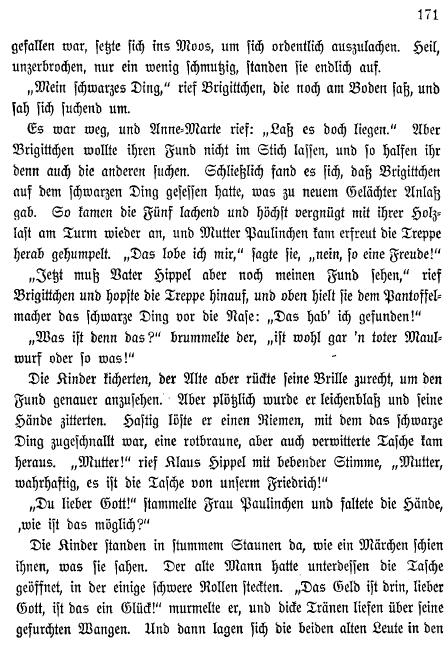 171
gefallen war, setzte sich ins Moos, um sich ordentlich auszulachen. Heil,
unzerbrochen, nur ein wenig schmutzig, standen sie endlich auf.
„Mein schwarzes Ding,“ rief Brigittchen, die noch am Boden saß, und
sah sich suchend um.
Es war weg, und Anne-Marte rief: „Laß es doch liegen.“ Aber
Brigittchen wollte ihren Fund nicht im Stich lassen, und so halfen ihr
denn auch die anderen suchen. Schließlich fand es sich, daß Brigittchen
auf dem schwarzen Ding gesessen hatte, was zu neuem Gelächter Anlaß
gab. So kamen die Fünf lachend und höchst vergnügt mit ihrer Holz-
last am Turm wieder an, und Mutter Paulinchen kam erfreut die Treppe
herab gehumpelt. „Das lobe ich mir,“ sagte sie, „nein, so eine Freude!“
„Jetzt muß Vater Hippel aber noch meinen Fund sehen,“ rief
Brigittchen und hopste die Treppe hinauf, und oben hielt sie dem Pantoffel-
macher das schwarze Ding vor die Nase: „Das hab' ich gefunden!“
„Was ist denn das?“ brummelte der, „ist wohl gar 'n toter Maul-
wurf oder so was!“
Die Kinder kicherten, der Alte aber rückte seine Brille zurecht, um den
Fund genauer anzusehen. Aber plötzlich wurde er leichenblaß und seine
Hände zitterten. Hastig löste er einen Riemen, mit dem das schwarze
Ding zugeschnallt war, eine rotbraune, aber auch verwitterte Tasche kam
heraus. „Mutter!“ rief Klaus Hippel mit bebender Stimme, „Mutter,
wahrhaftig, es ist die Tasche von unserm Friedrich!“
„Du lieber Gott!“ stammelte Frau Paulinchen und faltete die Hände,
‚wie ist das möglich?“
Die Kinder standen in stummem Staunen da, wie ein Märchen schien
ihnen, was sie sahen. Der alte Mann hatte unterdessen die Tasche
geöffnet, in der einige schwere Rollen steckten. „Das Geld ist drin, lieber
Gott, ist das ein Glück!“ murmelte er, und dicke Tränen liefen über seine
gefurchten Wangen. Und dann lagen sich die beiden alten Leute in den